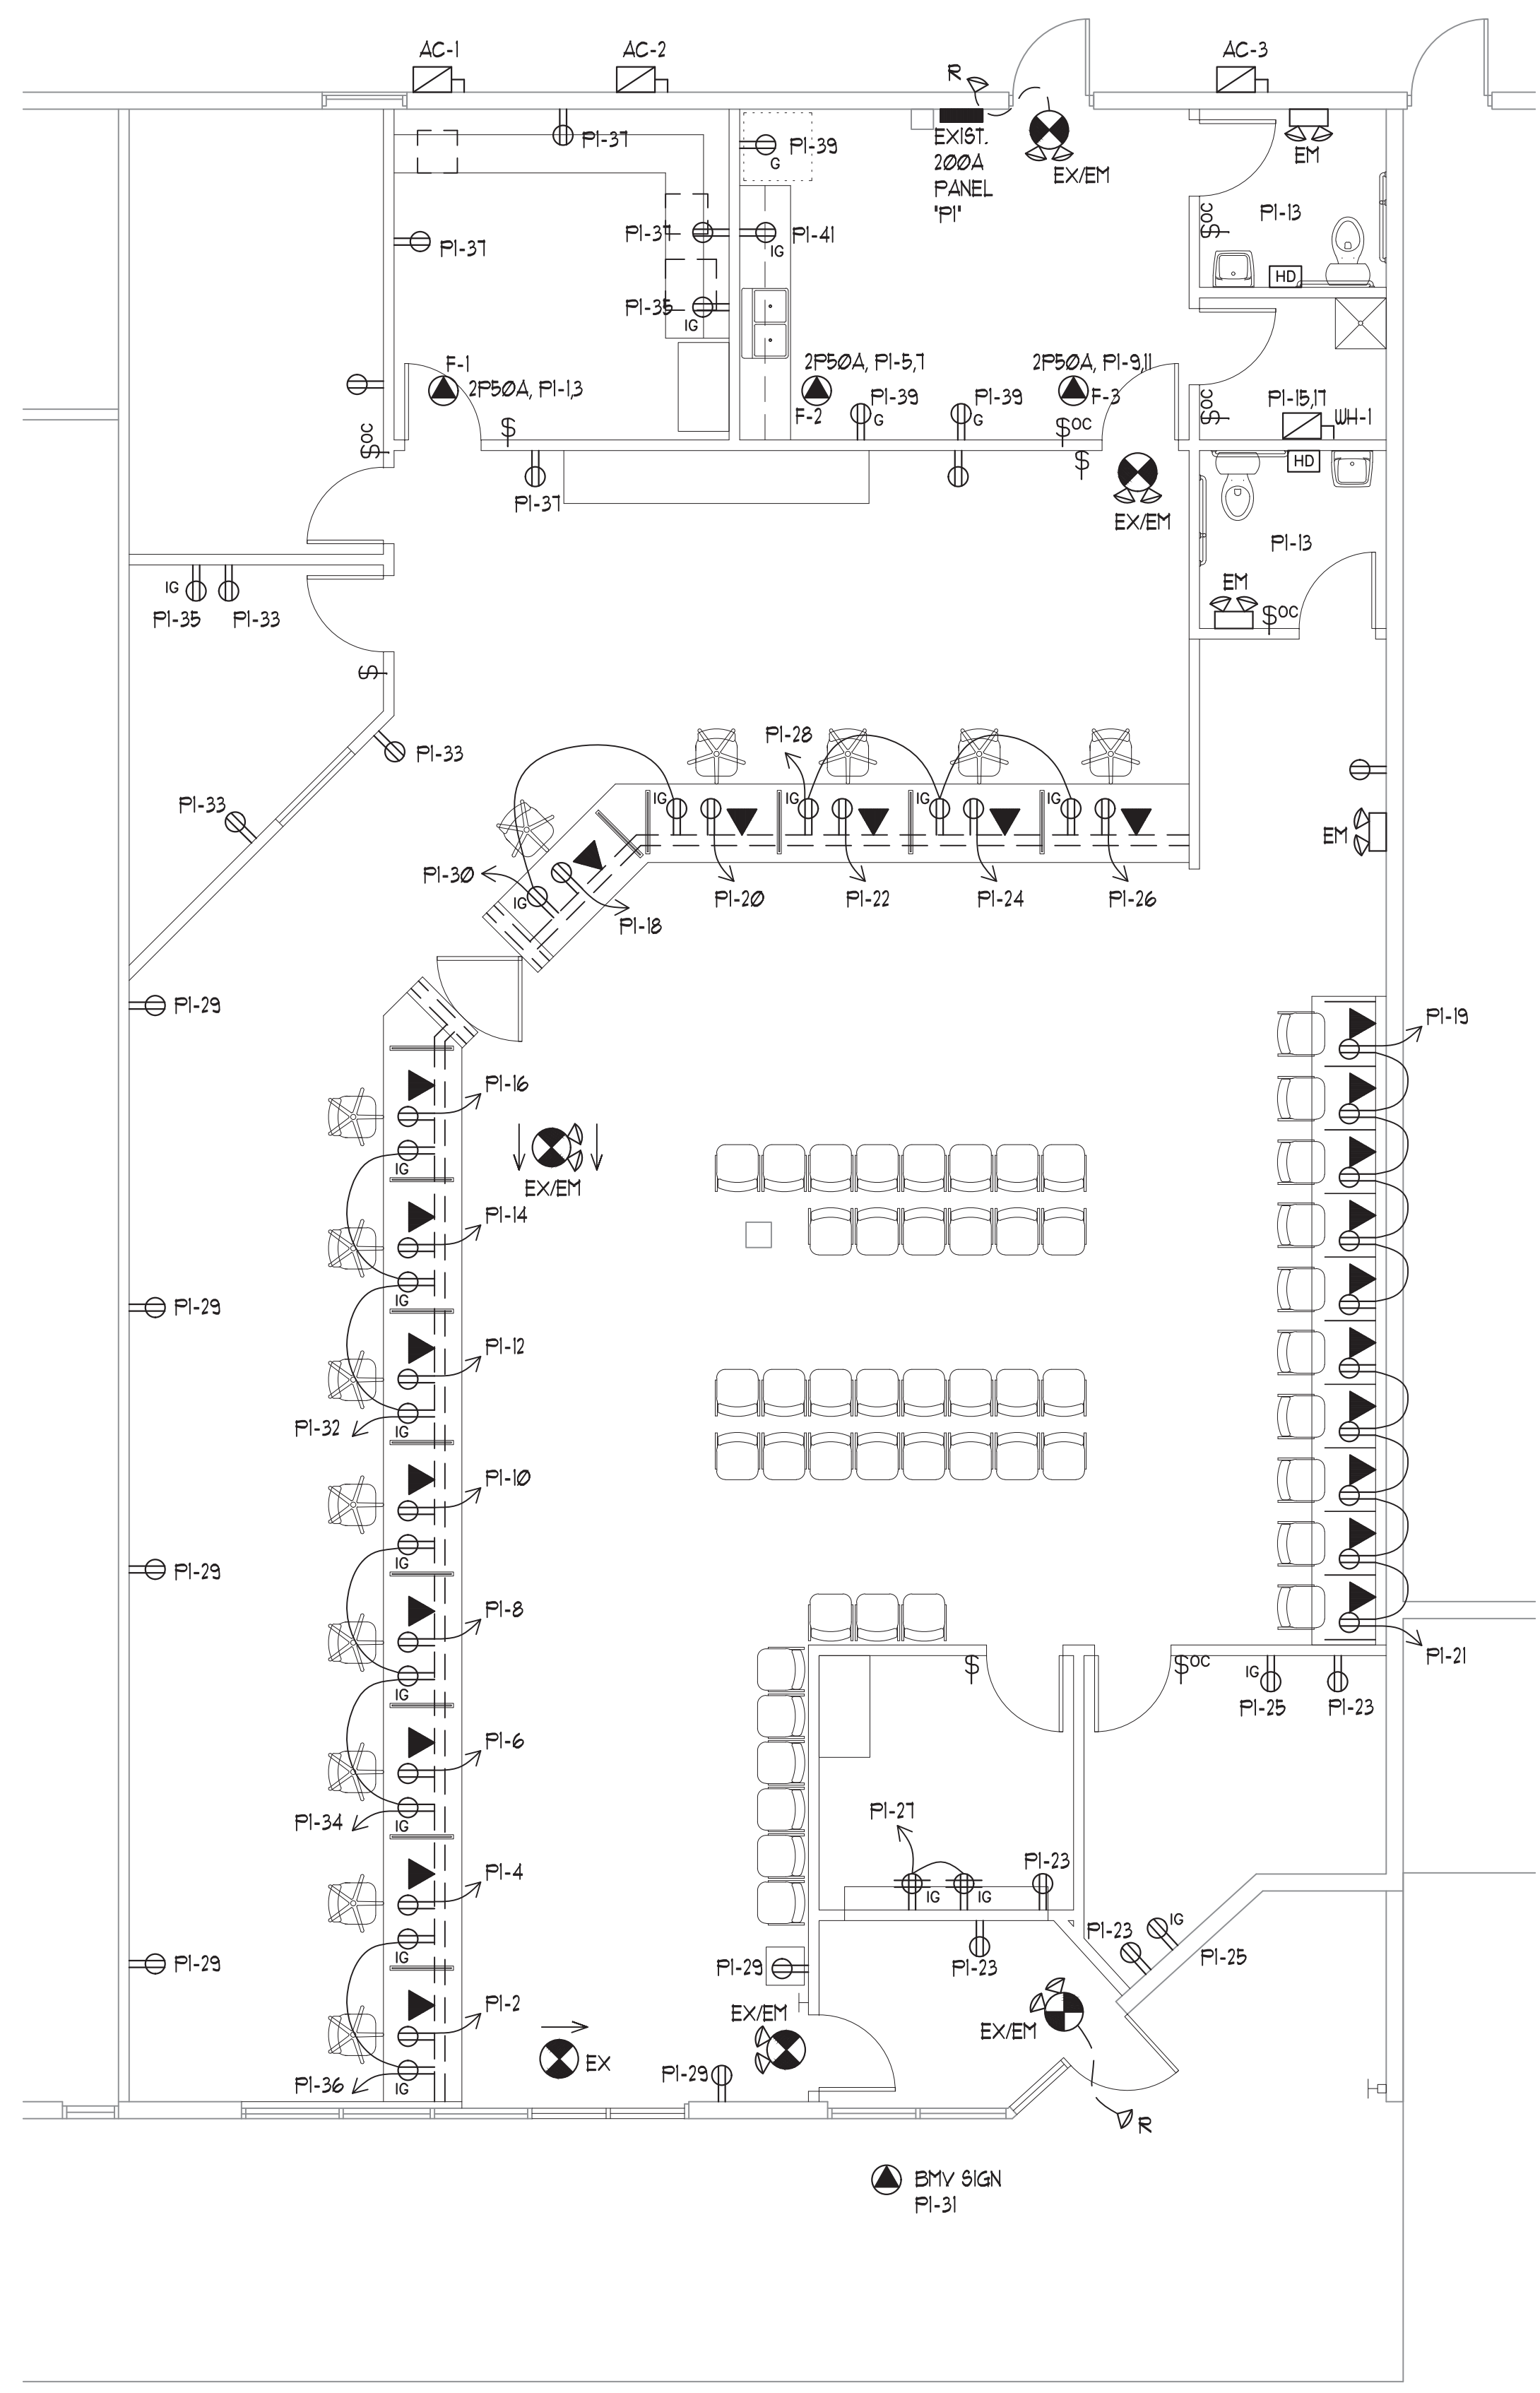 AC-1
AC-2
R
AC-3
P1-37
P1-39
G
EXIST.
200A
PANEL
"P1"
EX/EM
EM
P1-13
$OC
P1-37
P1-37
P1-41
IG
HD
P1-35
IG
F-1
2P50A, P1-1,3
2P50A, P1-5,7
F-2
2P50A, P1-9,11
F-3
P1-39
G
P1-39
G
$OC
P1-15,17
WH-1
$OC
$
$OC
$
HD
P1-37
EX/EM
P1-13
IG
P1-35
P1-33
EM
$OC
$
P1-33
P1-28
P1-33
IG
IG
IG
IG
EM
P1-30
IG
P1-20
P1-22
P1-24
P1-26
P1-18
P1-29
P1-19
P1-16
IG
EX/EM
P1-14
IG
P1-29
P1-12
P1-32
IG
P1-10
IG
P1-29
P1-8
IG
$
$OC
IG
P1-25
P1-23
P1-21
P1-6
P1-34
IG
P1-27
IG
IG
P1-23
P1-4
IG
P1-29
P1-29
P1-23
P1-23
IG
P1-25
P1-2
EX/EM
EX/EM
EX
P1-36
IG
P1-29
R
BMV SIGN
P1-31